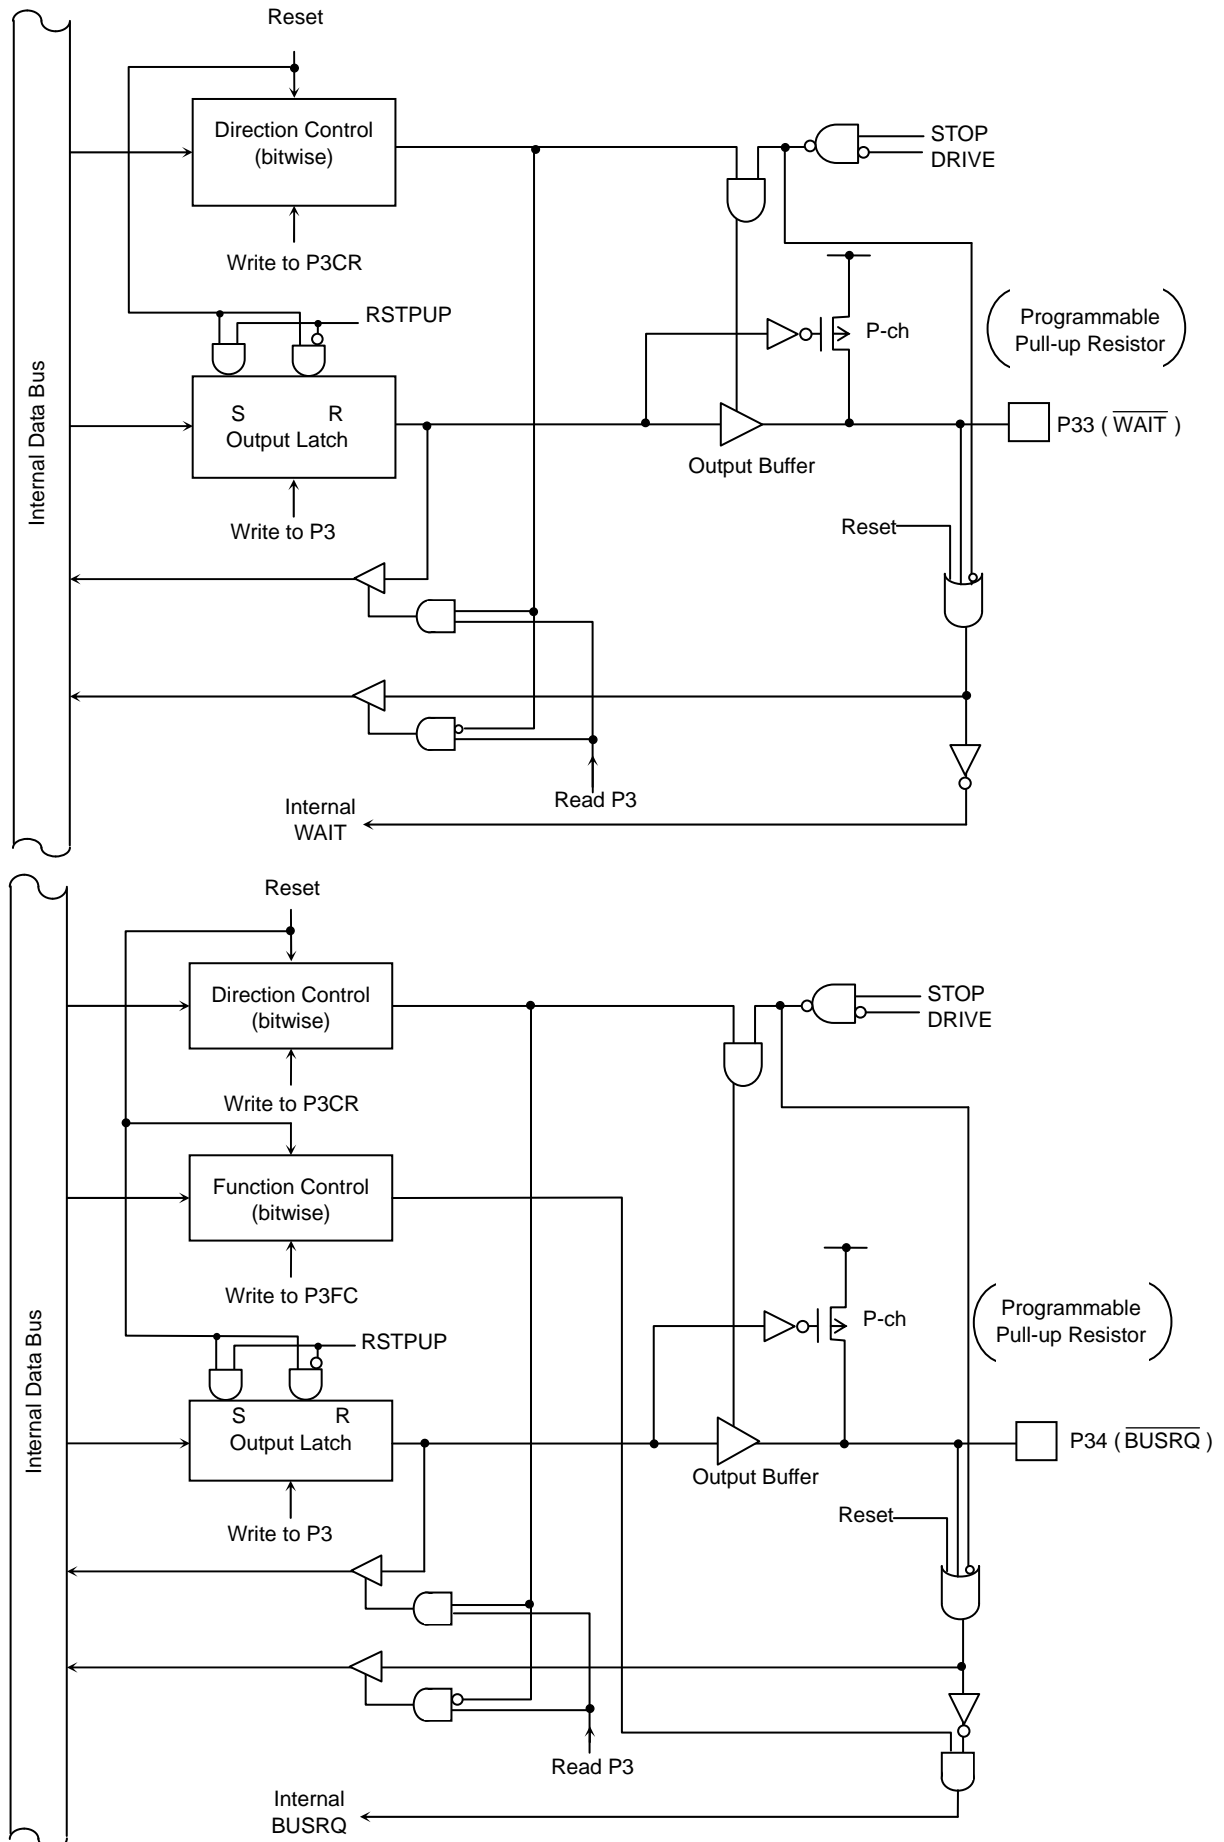 Reset
Direction Control
(bitwise)
STOP
DRIVE
Write to P3CR
RSTPUP
P-ch
Programmable
Pull-up Resistor
Internal Data Bus
S R
Output Latch
P33 ( WAIT )
Output Buffer
Write to P3
Reset
Read P3
Internal
WAIT
Reset
Direction Control
(bitwise)
STOP
DRIVE
Write to P3CR
Function Control
(bitwise)
Write to P3FC
P-ch
Programmable
Pull-up Resistor
RSTPUP
Internal Data Bus
S R
Output Latch
P34 ( BUSRQ )
Output Buffer
Write to P3
Reset
Read P3
Internal
BUSRQ